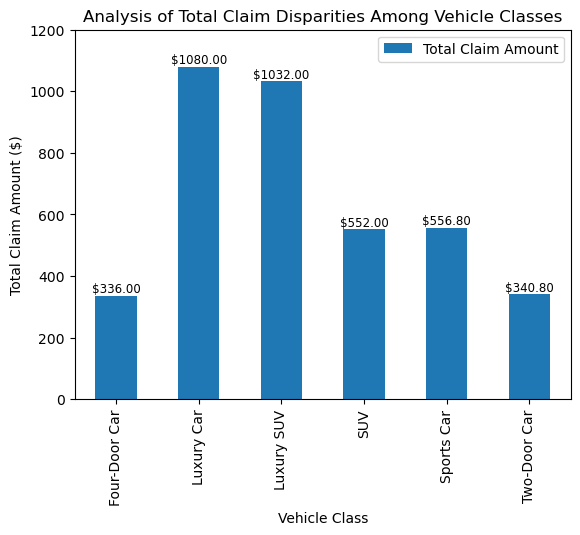 Analysis of Total Claim Disparities Among Vehicle Classes
Total Claim Amount
Total Claim Amount ($)
1200
1000
800
600
400
200
0
$336.00
$1080.00
$1032.00
$552.00
$556.80
$340.80
Four-Door Car
Luxury Car
Luxury SUV
SUV
Sports Car
Two-Door Car
Vehicle Class